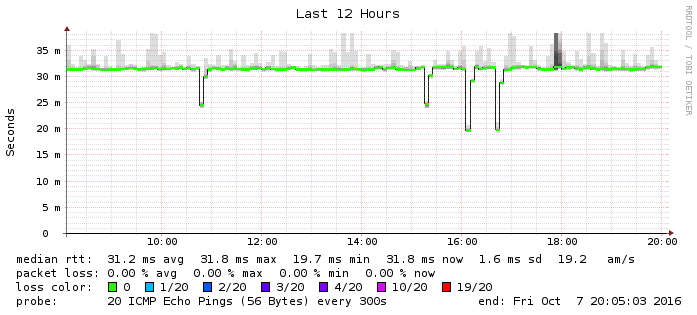 Last 12 Hours
RRDTOOL / TOBI OETIKER
Seconds
35 m
30 m
25 m
20 m
15 m
10 m
5 m
0
10:00 12:00 14:00 16:00 18:00 20:00
median rtt: 31.2 ms avg 31.8 ms max 19.7 ms min 31.8 ms now 1.6 ms sd 19.2 am/s
packet loss: 0.00 % avg 0.00 % max 0.00 % min 0.00 % now
loss color: 0 1/20 2/20 3/20 4/20 10/20 19/20
probe: 20 ICMP Echo Pings (56 Bytes) every 300s end: Fri Oct 7 20:05:03 2016